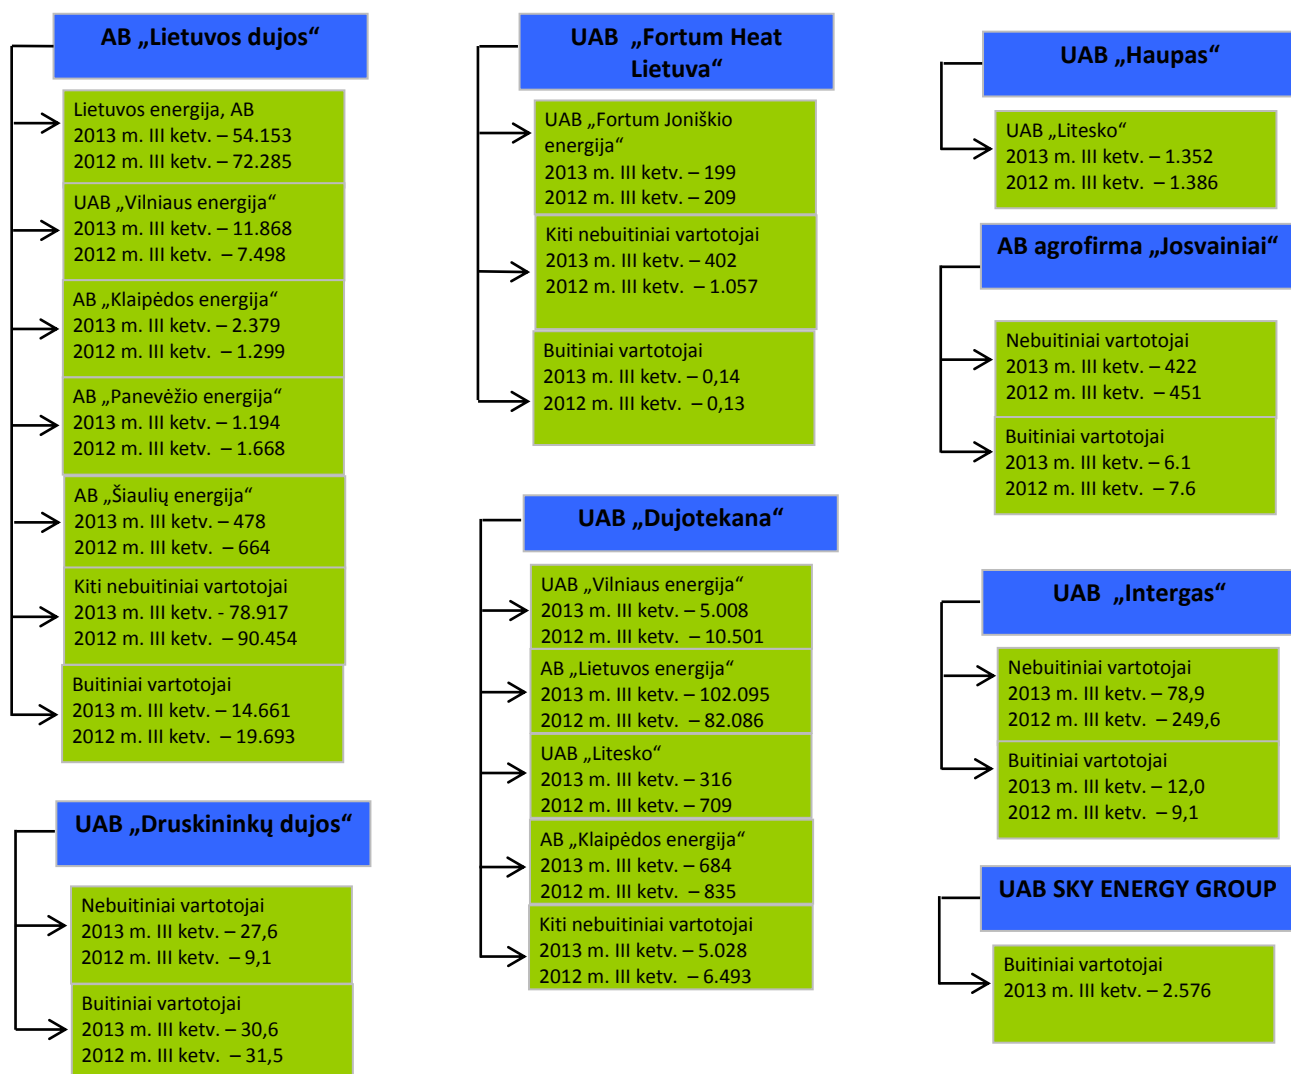 AB „Lietuvos dujos“
Lietuvos energija, AB
2013 m. III ketv. – 54.153
2012 m. III ketv. – 72.285
UAB „Vilniaus energija“
2013 m. III ketv. – 11.868
2012 m. III ketv.  – 7.498
AB „Klaipėdos energija“
2013 m. III ketv. – 2.379
2012 m. III ketv.  – 1.299
AB „Panevėžio energija“
2013 m. III ketv. – 1.194
2012 m. III ketv.  – 1.668
AB „Šiaulių energija“
2013 m. III ketv. – 478
2012 m. III ketv.  – 664
Kiti nebuitiniai vartotojai
2013 m. III ketv. - 78.917
2012 m. III ketv.  – 90.454
Buitiniai vartotojai
2013 m. III ketv. – 14.661
2012 m. III ketv.  – 19.693
UAB „Druskininkų dujos“
Nebuitiniai vartotojai
2013 m. III ketv. – 27,6
2012 m. III ketv.  – 9,1
Buitiniai vartotojai
2013 m. III ketv. – 30,6
2012 m. III ketv.  – 31,5
UAB  „Fortum Heat
Lietuva“
UAB „Fortum Joniškio
energija“
2013 m. III ketv. – 199
2012 m. III ketv. – 209
Kiti nebuitiniai vartotojai
2013 m. III ketv. – 402
2012 m. III ketv.  – 1.057
Buitiniai vartotojai
2013 m. III ketv. – 0,14
2012 m. III ketv.  – 0,13
UAB „Dujotekana“
UAB „Vilniaus energija“
2013 m. III ketv. – 5.008
2012 m. III ketv.  – 10.501
AB „Lietuvos energija“
2013 m. III ketv. – 102.095
2012 m. III ketv.  – 82.086
UAB „Litesko“
2013 m. III ketv. – 316
2012 m. III ketv.  – 709
AB „Klaipėdos energija“
2013 m. III ketv. – 684
2012 m. III ketv.  – 835
Kiti nebuitiniai vartotojai
2013 m. III ketv. – 5.028
2012 m. III ketv.  – 6.493
UAB „Haupas“
UAB „Litesko“
2013 m. III ketv. – 1.352
2012 m. III ketv.  – 1.386
AB agrofirma „Josvainiai“
Nebuitiniai vartotojai
2013 m. III ketv. – 422
2012 m. III ketv.  – 451
Buitiniai vartotojai
2013 m. III ketv. – 6.1
2012 m. III ketv.  – 7.6
UAB  „Intergas“
Nebuitiniai vartotojai
2013 m. III ketv. – 78,9
2012 m. III ketv.  – 249,6
Buitiniai vartotojai
2013 m. III ketv. – 12,0
2012 m. III ketv.  – 9,1
UAB SKY ENERGY GROUP
Buitiniai vartotojai
2013 m. III ketv. – 2.576